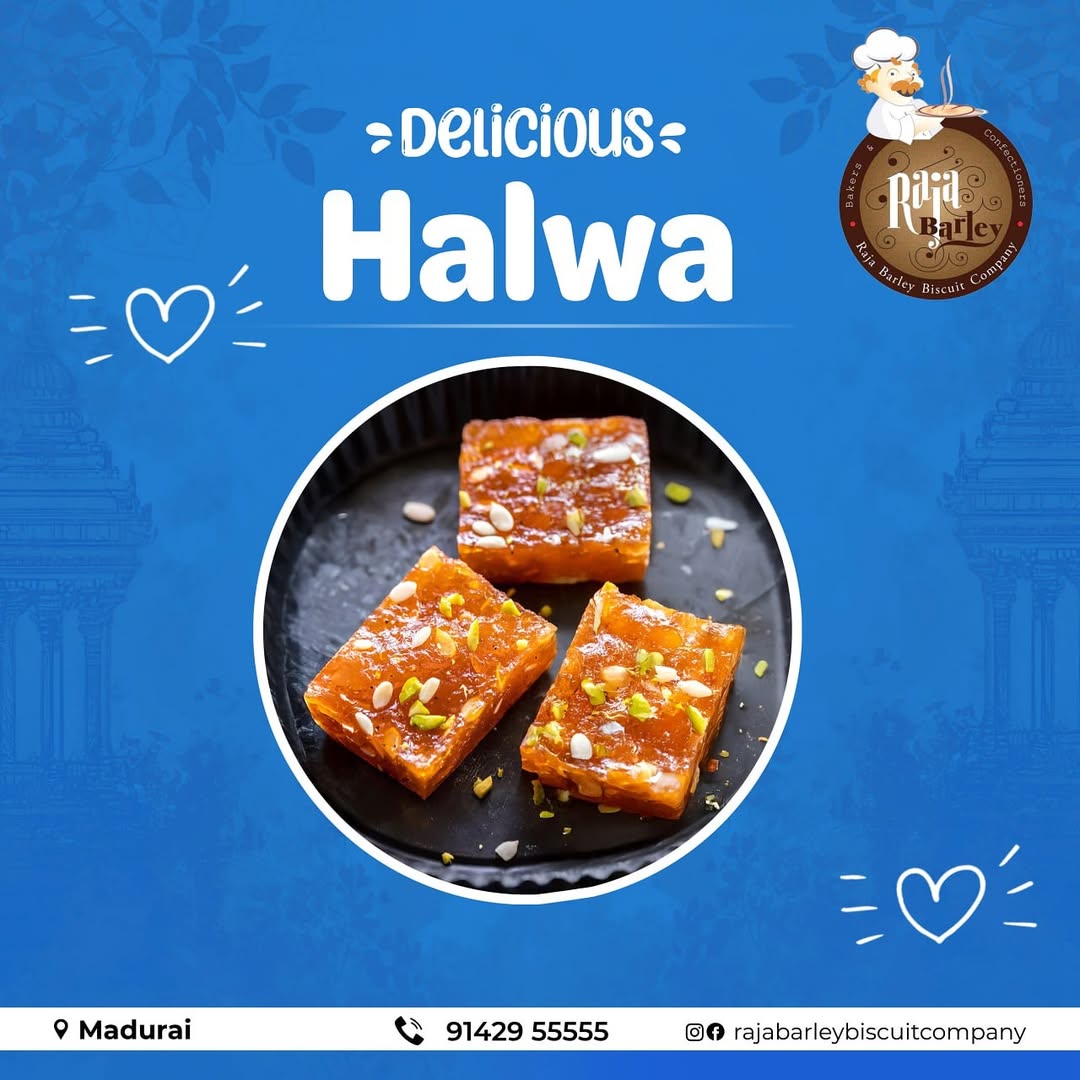 Delicious
Halwa
Bakers & Confectioners
Raja
Barley
Raja Barley Biscuit Company
Madurai
91429 55555
rajabarleybiscuitcompany